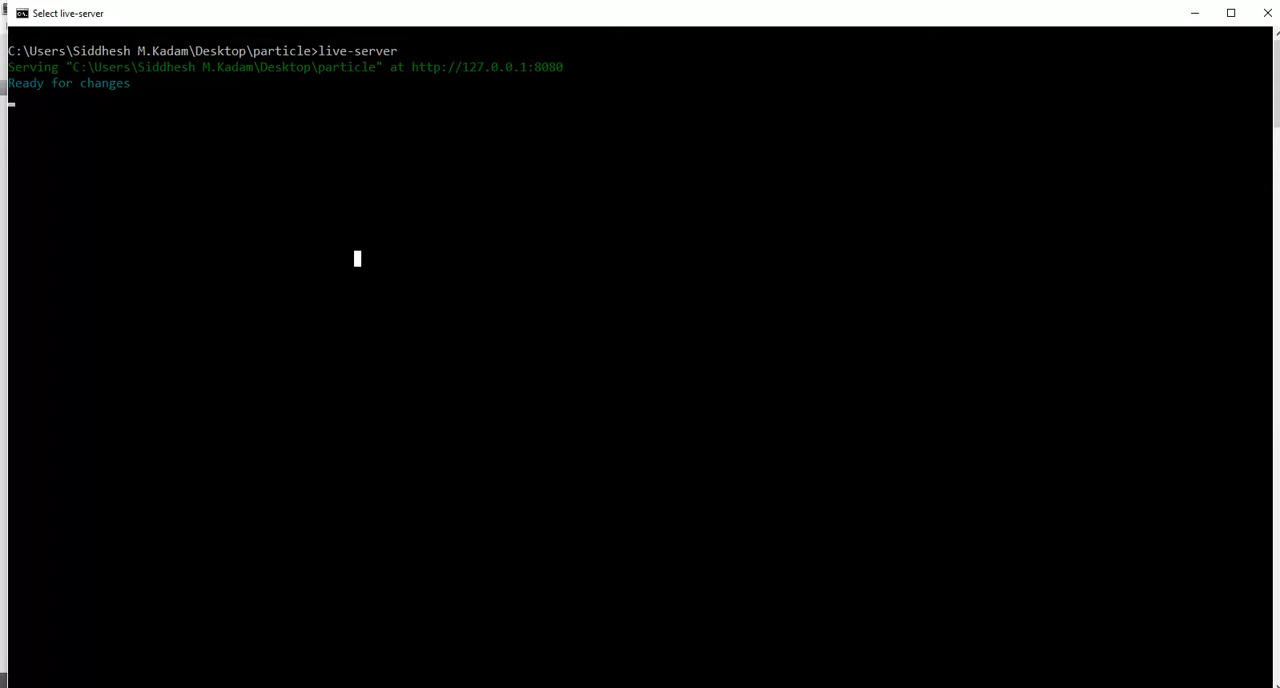 Select live-server
C:\Users\Siddhesh M.Kadam\Desktop\particle>live-server
Serving "C:\Users\Siddhesh M.Kadam\Desktop\particle" at http://127.0.0.1:8080
Ready for changes